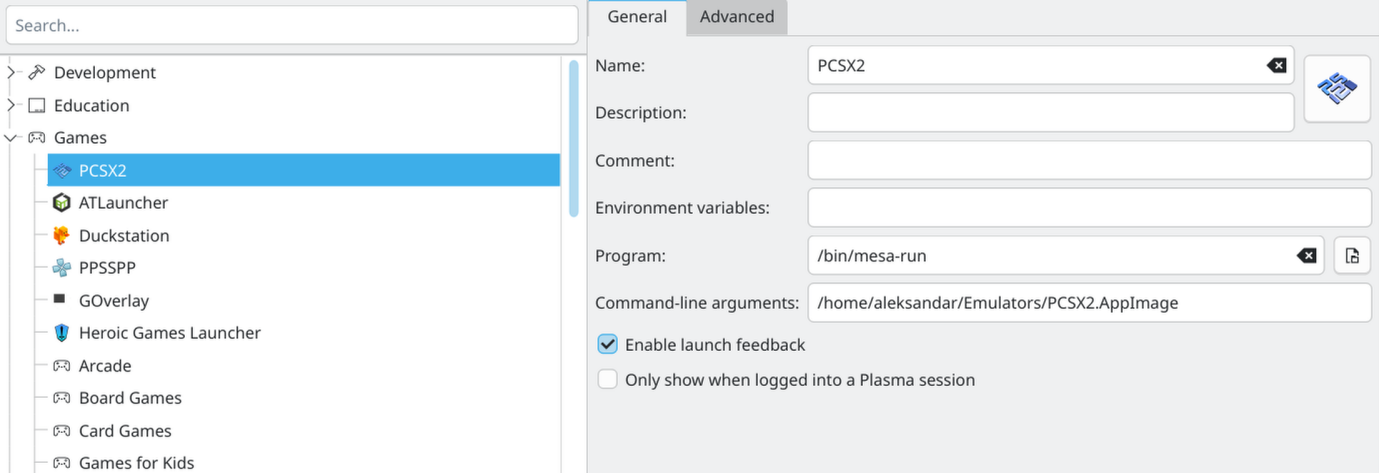 Search...
Development
Education
Games
PCSX2
ATLauncher
Duckstation
PPSSPP
GOverlay
Heroic Games Launcher
Arcade
Board Games
Card Games
Games for Kids
General Advanced
Name: PCSX2
Description:
Comment:
Environment variables:
Program: /bin/mesa-run
Command-line arguments: /home/aleksandar/Emulators/PCSX2.AppImage
Enable launch feedback
Only show when logged into a Plasma session